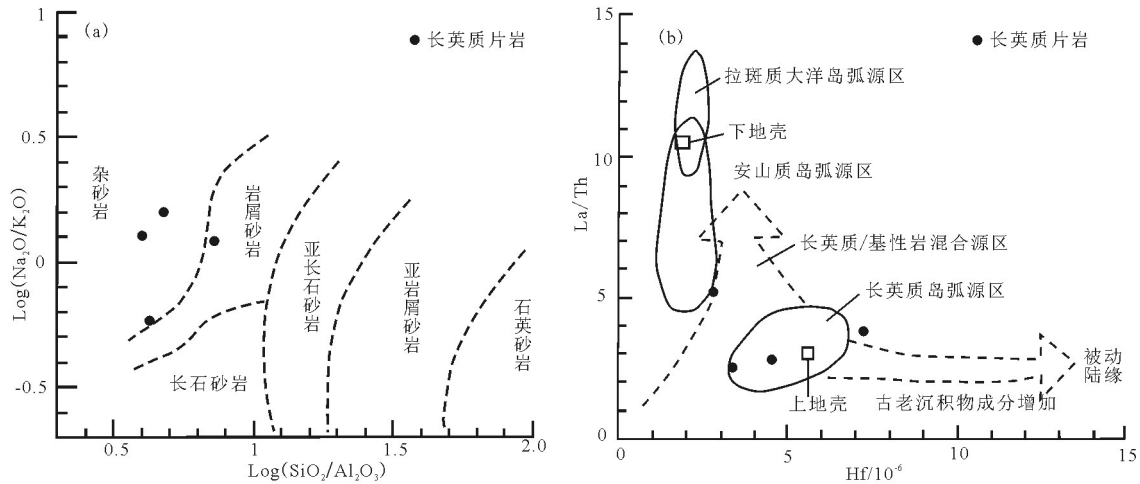 (a)
长英质片岩
1
0.5
0
-0.5
Log(Na₂O/K₂O)
杂砂岩
岩屑砂岩
亚长石砂岩
亚岩屑砂岩
石英砂岩
长石砂岩
0.5
1.0
1.5
2.0
Log(SiO₂/Al₂O₃)
(b)
长英质片岩
15
10
5
0
La/Th
拉斑质大洋岛弧源区
下地壳
安山质岛弧源区
长英质/基性岩混合源区
长英质岛弧源区
上地壳
古老沉积物成分增加
被动
陆缘
0
5
10
15
Hf/10⁻⁶